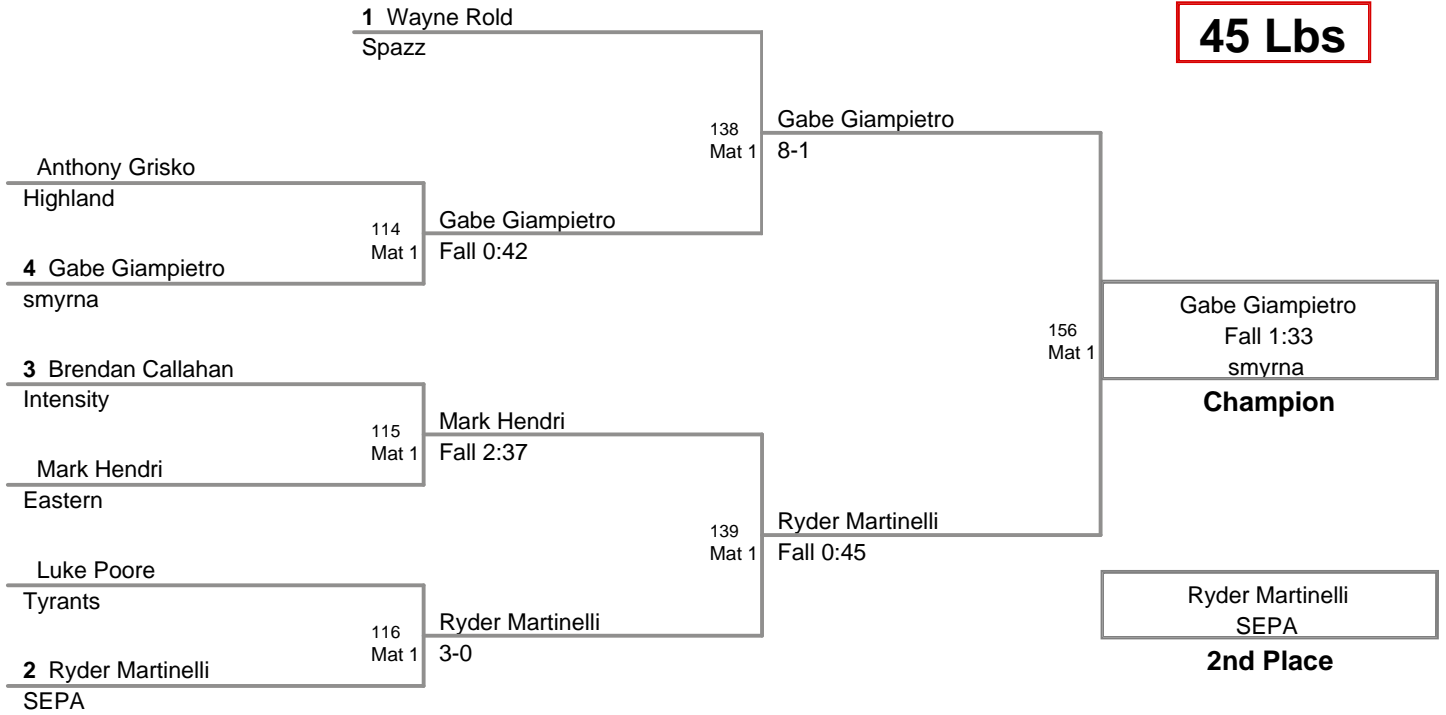 1 Wayne Rold
Spazz
45 Lbs
138
Mat 1
Gabe Giampietro
8-1
Anthony Grisko
Highland
114
Mat 1
Gabe Giampietro
Fall 0:42
4 Gabe Giampietro
smyrna
156
Mat 1
Gabe Giampietro
Fall 1:33
smyrna
Champion
3 Brendan Callahan
Intensity
115
Mat 1
Mark Hendri
Fall 2:37
Mark Hendri
Eastern
139
Mat 1
Ryder Martinelli
Fall 0:45
Luke Poore
Tyrants
116
Mat 1
Ryder Martinelli
3-0
2 Ryder Martinelli
SEPA
Ryder Martinelli
SEPA
2nd Place